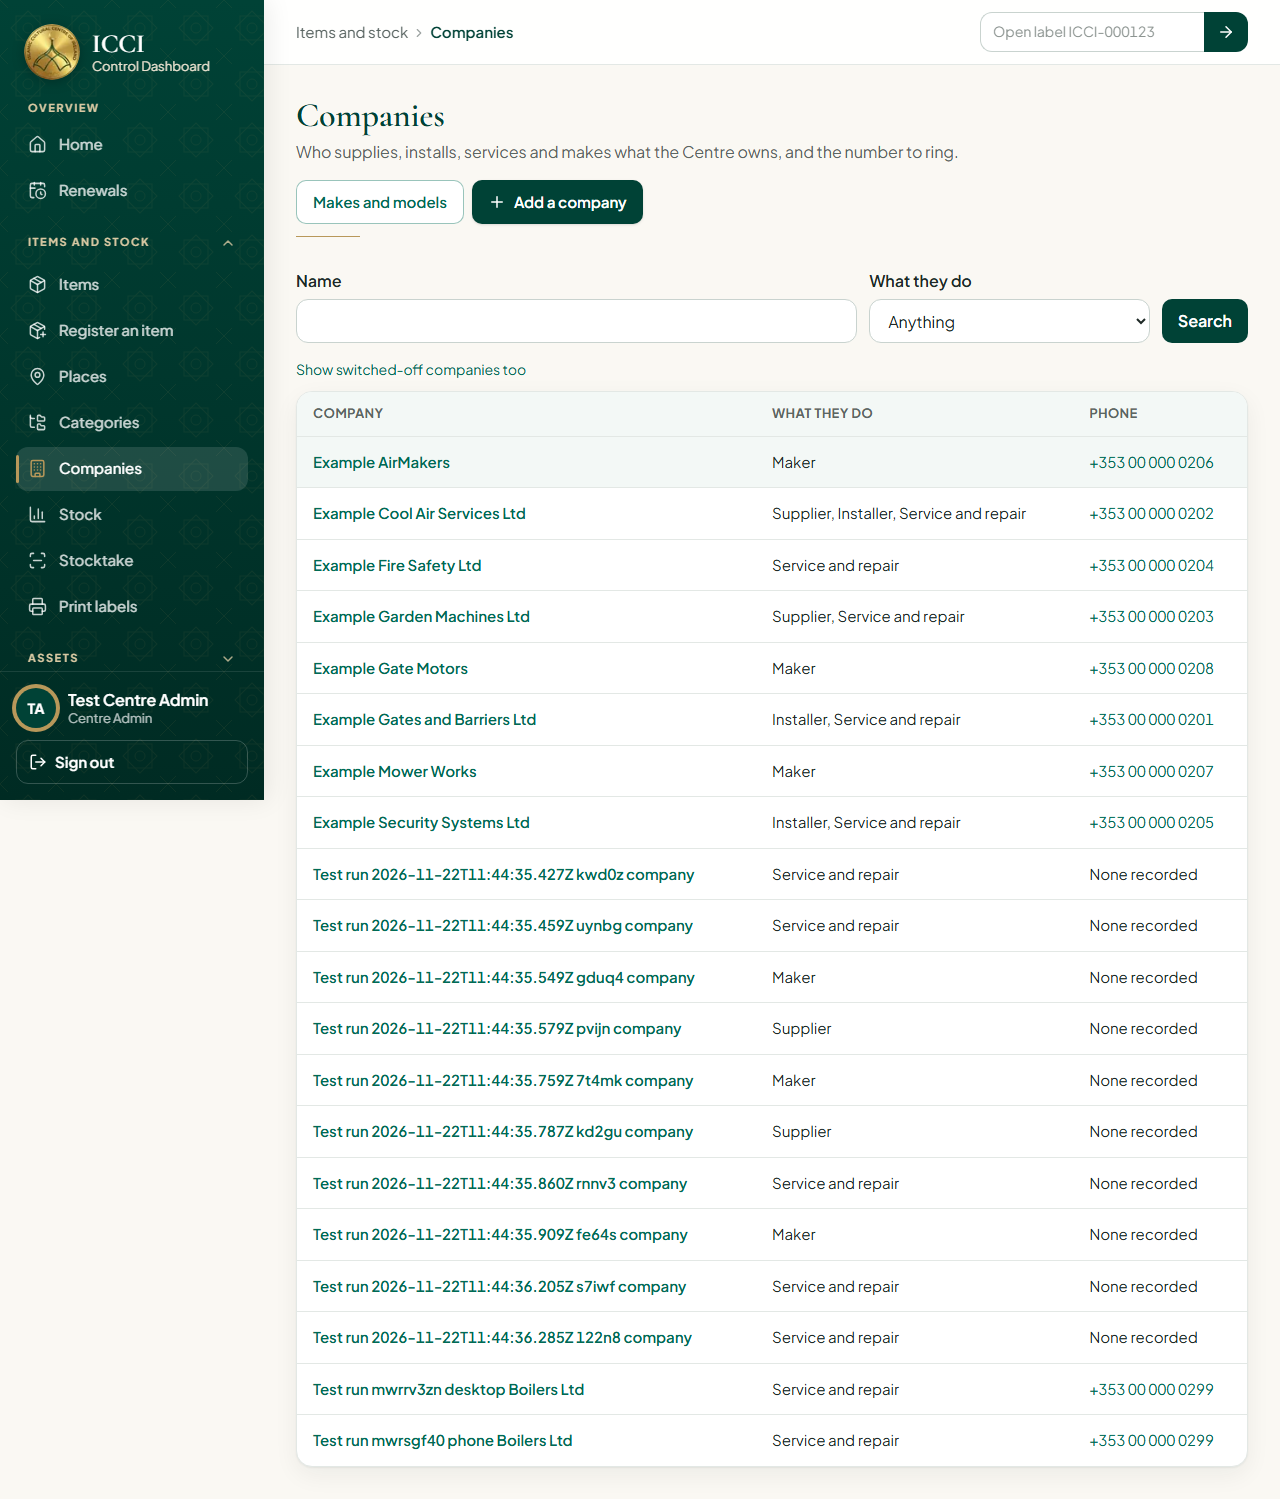 ICCI
Control Dashboard
OVERVIEW
Home
Renewals
ITEMS AND STOCK
Items
Register an item
Places
Categories
Companies
Stock
Stocktake
Print labels
ASSETS
TA
Test Centre Admin
Centre Admin
Sign out
Items and stock > Companies
Open label ICCI-000123
Companies
Who supplies, installs, services and makes what the Centre owns, and the number to ring.
Makes and models
+ Add a company
Name
What they do
Anything
Search
Show switched-off companies too
COMPANY WHAT THEY DO PHONE
Example AirMakers Maker +353 00 000 0206
Example Cool Air Services Ltd Supplier, Installer, Service and repair +353 00 000 0202
Example Fire Safety Ltd Service and repair +353 00 000 0204
Example Garden Machines Ltd Supplier, Service and repair +353 00 000 0203
Example Gate Motors Maker +353 00 000 0208
Example Gates and Barriers Ltd Installer, Service and repair +353 00 000 0201
Example Mower Works Maker +353 00 000 0207
Example Security Systems Ltd Installer, Service and repair +353 00 000 0205
Test run 2026-11-22T11:44:35.427Z kwd0z company Service and repair None recorded
Test run 2026-11-22T11:44:35.459Z uynbg company Service and repair None recorded
Test run 2026-11-22T11:44:35.549Z gduq4 company Maker None recorded
Test run 2026-11-22T11:44:35.579Z pvijn company Supplier None recorded
Test run 2026-11-22T11:44:35.759Z 7t4mk company Maker None recorded
Test run 2026-11-22T11:44:35.787Z kd2gu company Supplier None recorded
Test run 2026-11-22T11:44:35.860Z rnnv3 company Service and repair None recorded
Test run 2026-11-22T11:44:35.909Z fe64s company Maker None recorded
Test run 2026-11-22T11:44:36.205Z s7iwf company Service and repair None recorded
Test run 2026-11-22T11:44:36.285Z 122n8 company Service and repair None recorded
Test run mwrrv3zn desktop Boilers Ltd Service and repair +353 00 000 0299
Test run mwrsgf40 phone Boilers Ltd Service and repair +353 00 000 0299